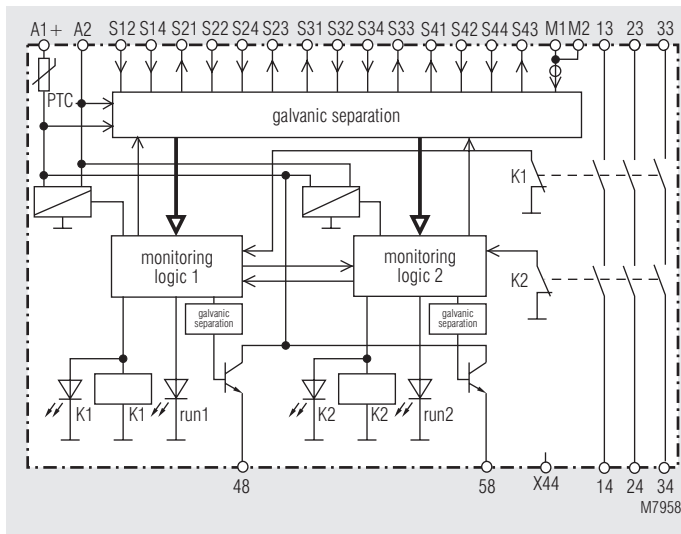 A1+ A2 S12 S14 S21 S22 S24 S23 S31 S32 S34 S33 S41 S42 S44 S43 M1 M2 13 23 33
PTC
galvanic separation
K1
monitoring
logic 1
monitoring
logic 2
K2
galvanic
separation
galvanic
separation
K1 K1 run1 K2 K2 run2
48 58 X44 14 24 34
M7958